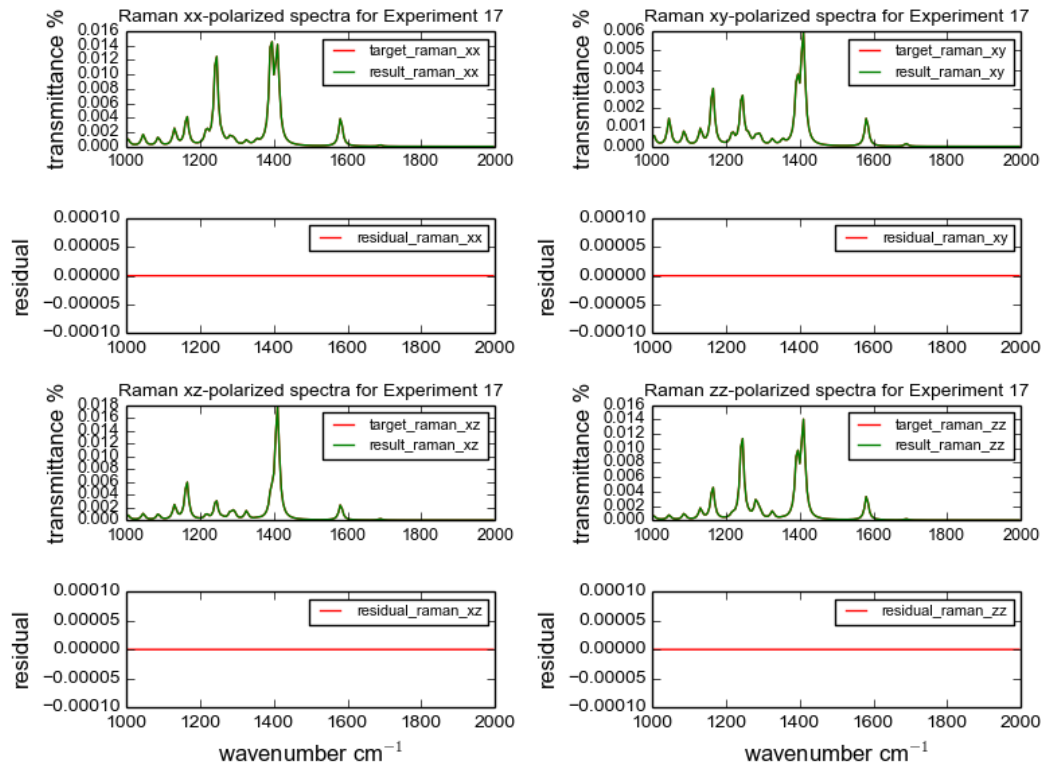 Raman xx-polarized spectra for Experiment 17
transmittance %
0.016
0.014
0.012
0.010
0.008
0.006
0.004
0.002
0.000
target_raman_xx
result_raman_xx
1000 1200 1400 1600 1800 2000
Raman xy-polarized spectra for Experiment 17
transmittance %
0.006
0.005
0.004
0.003
0.002
0.001
0.000
target_raman_xy
result_raman_xy
1000 1200 1400 1600 1800 2000
residual
0.00010
0.00005
0.00000
−0.00005
−0.00010
residual_raman_xx
1000 1200 1400 1600 1800 2000
residual
0.00010
0.00005
0.00000
−0.00005
−0.00010
residual_raman_xy
1000 1200 1400 1600 1800 2000
Raman xz-polarized spectra for Experiment 17
transmittance %
0.018
0.016
0.014
0.012
0.010
0.008
0.006
0.004
0.002
0.000
target_raman_xz
result_raman_xz
1000 1200 1400 1600 1800 2000
Raman zz-polarized spectra for Experiment 17
transmittance %
0.016
0.014
0.012
0.010
0.008
0.006
0.004
0.002
0.000
target_raman_zz
result_raman_zz
1000 1200 1400 1600 1800 2000
residual
0.00010
0.00005
0.00000
−0.00005
−0.00010
residual_raman_xz
1000 1200 1400 1600 1800 2000
wavenumber cm⁻¹
residual
0.00010
0.00005
0.00000
−0.00005
−0.00010
residual_raman_zz
1000 1200 1400 1600 1800 2000
wavenumber cm⁻¹